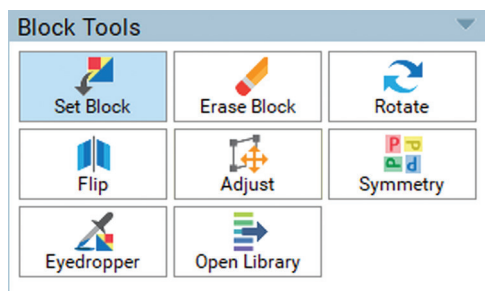 Block Tools
Set Block Erase Block Rotate
Flip Adjust Symmetry
Eyedropper Open Library